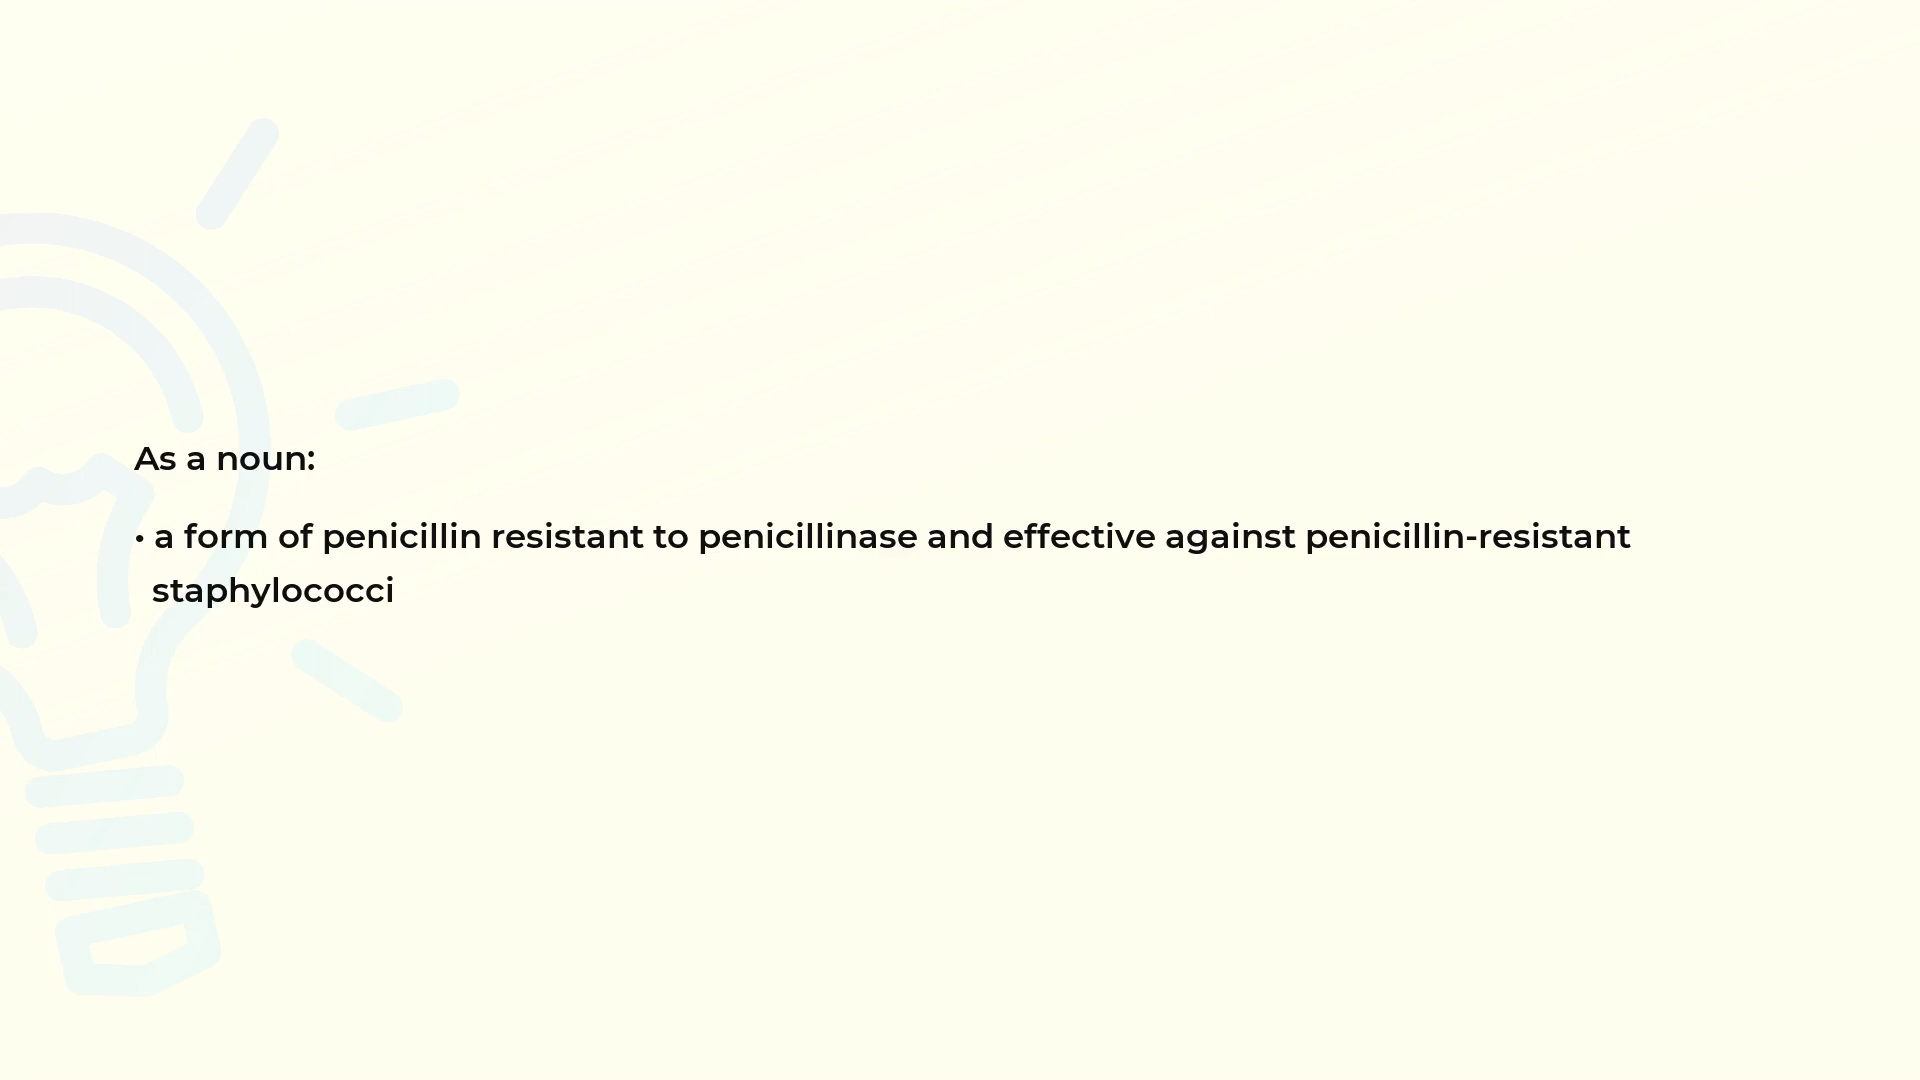 As a noun:
• a form of penicillin resistant to penicillinase and effective against penicillin-resistant
staphylococci